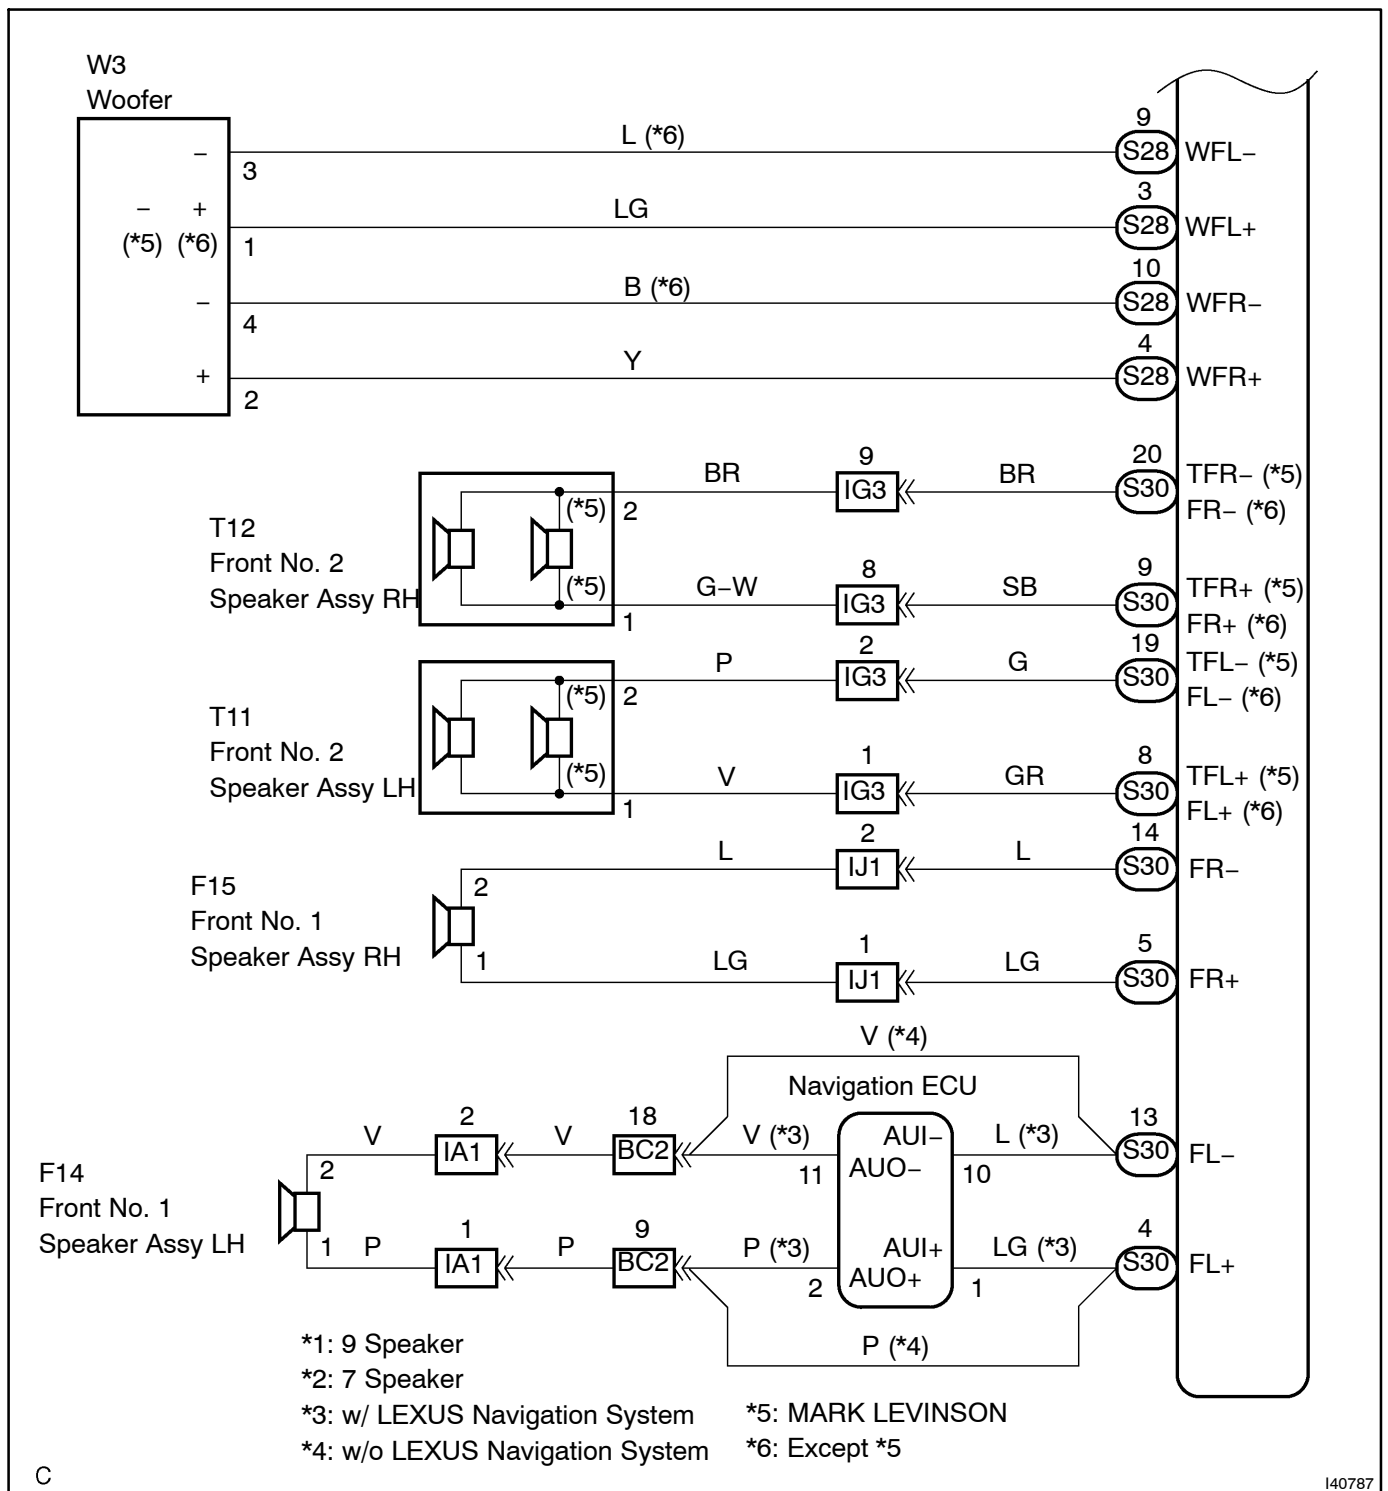 W3
Woofer
L (*6)
9
S28
WFL−
−
3
LG
3
S28
WFL+
− +
(*5) (*6)
1
B (*6)
10
S28
WFR−
−
4
Y
4
S28
WFR+
+
2
BR
9
IG3
BR
20
S30
TFR− (*5)
FR− (*6)
(*5)
2
T12
Front No. 2
Speaker Assy RH
(*5)
1
G−W
8
IG3
SB
9
S30
TFR+ (*5)
FR+ (*6)
P
2
IG3
G
19
S30
TFL− (*5)
FL− (*6)
(*5)
2
T11
Front No. 2
Speaker Assy LH
(*5)
1
V
1
IG3
GR
8
S30
TFL+ (*5)
FL+ (*6)
L
2
IJ1
L
14
S30
FR−
F15
Front No. 1
Speaker Assy RH
2
1
LG
1
IJ1
LG
5
S30
FR+
V (*4)
Navigation ECU
V
2
IA1
V
18
BC2
V (*3)
11
AUI−
AUO−
L (*3)
10
13
S30
FL−
F14
Front No. 1
Speaker Assy LH
2
1
P
1
IA1
P
9
BC2
P (*3)
2
AUI+
AUO+
LG (*3)
1
4
S30
FL+
P (*4)
*1: 9 Speaker
*2: 7 Speaker
*3: w/ LEXUS Navigation System
*4: w/o LEXUS Navigation System
*5: MARK LEVINSON
*6: Except *5
C
I40787